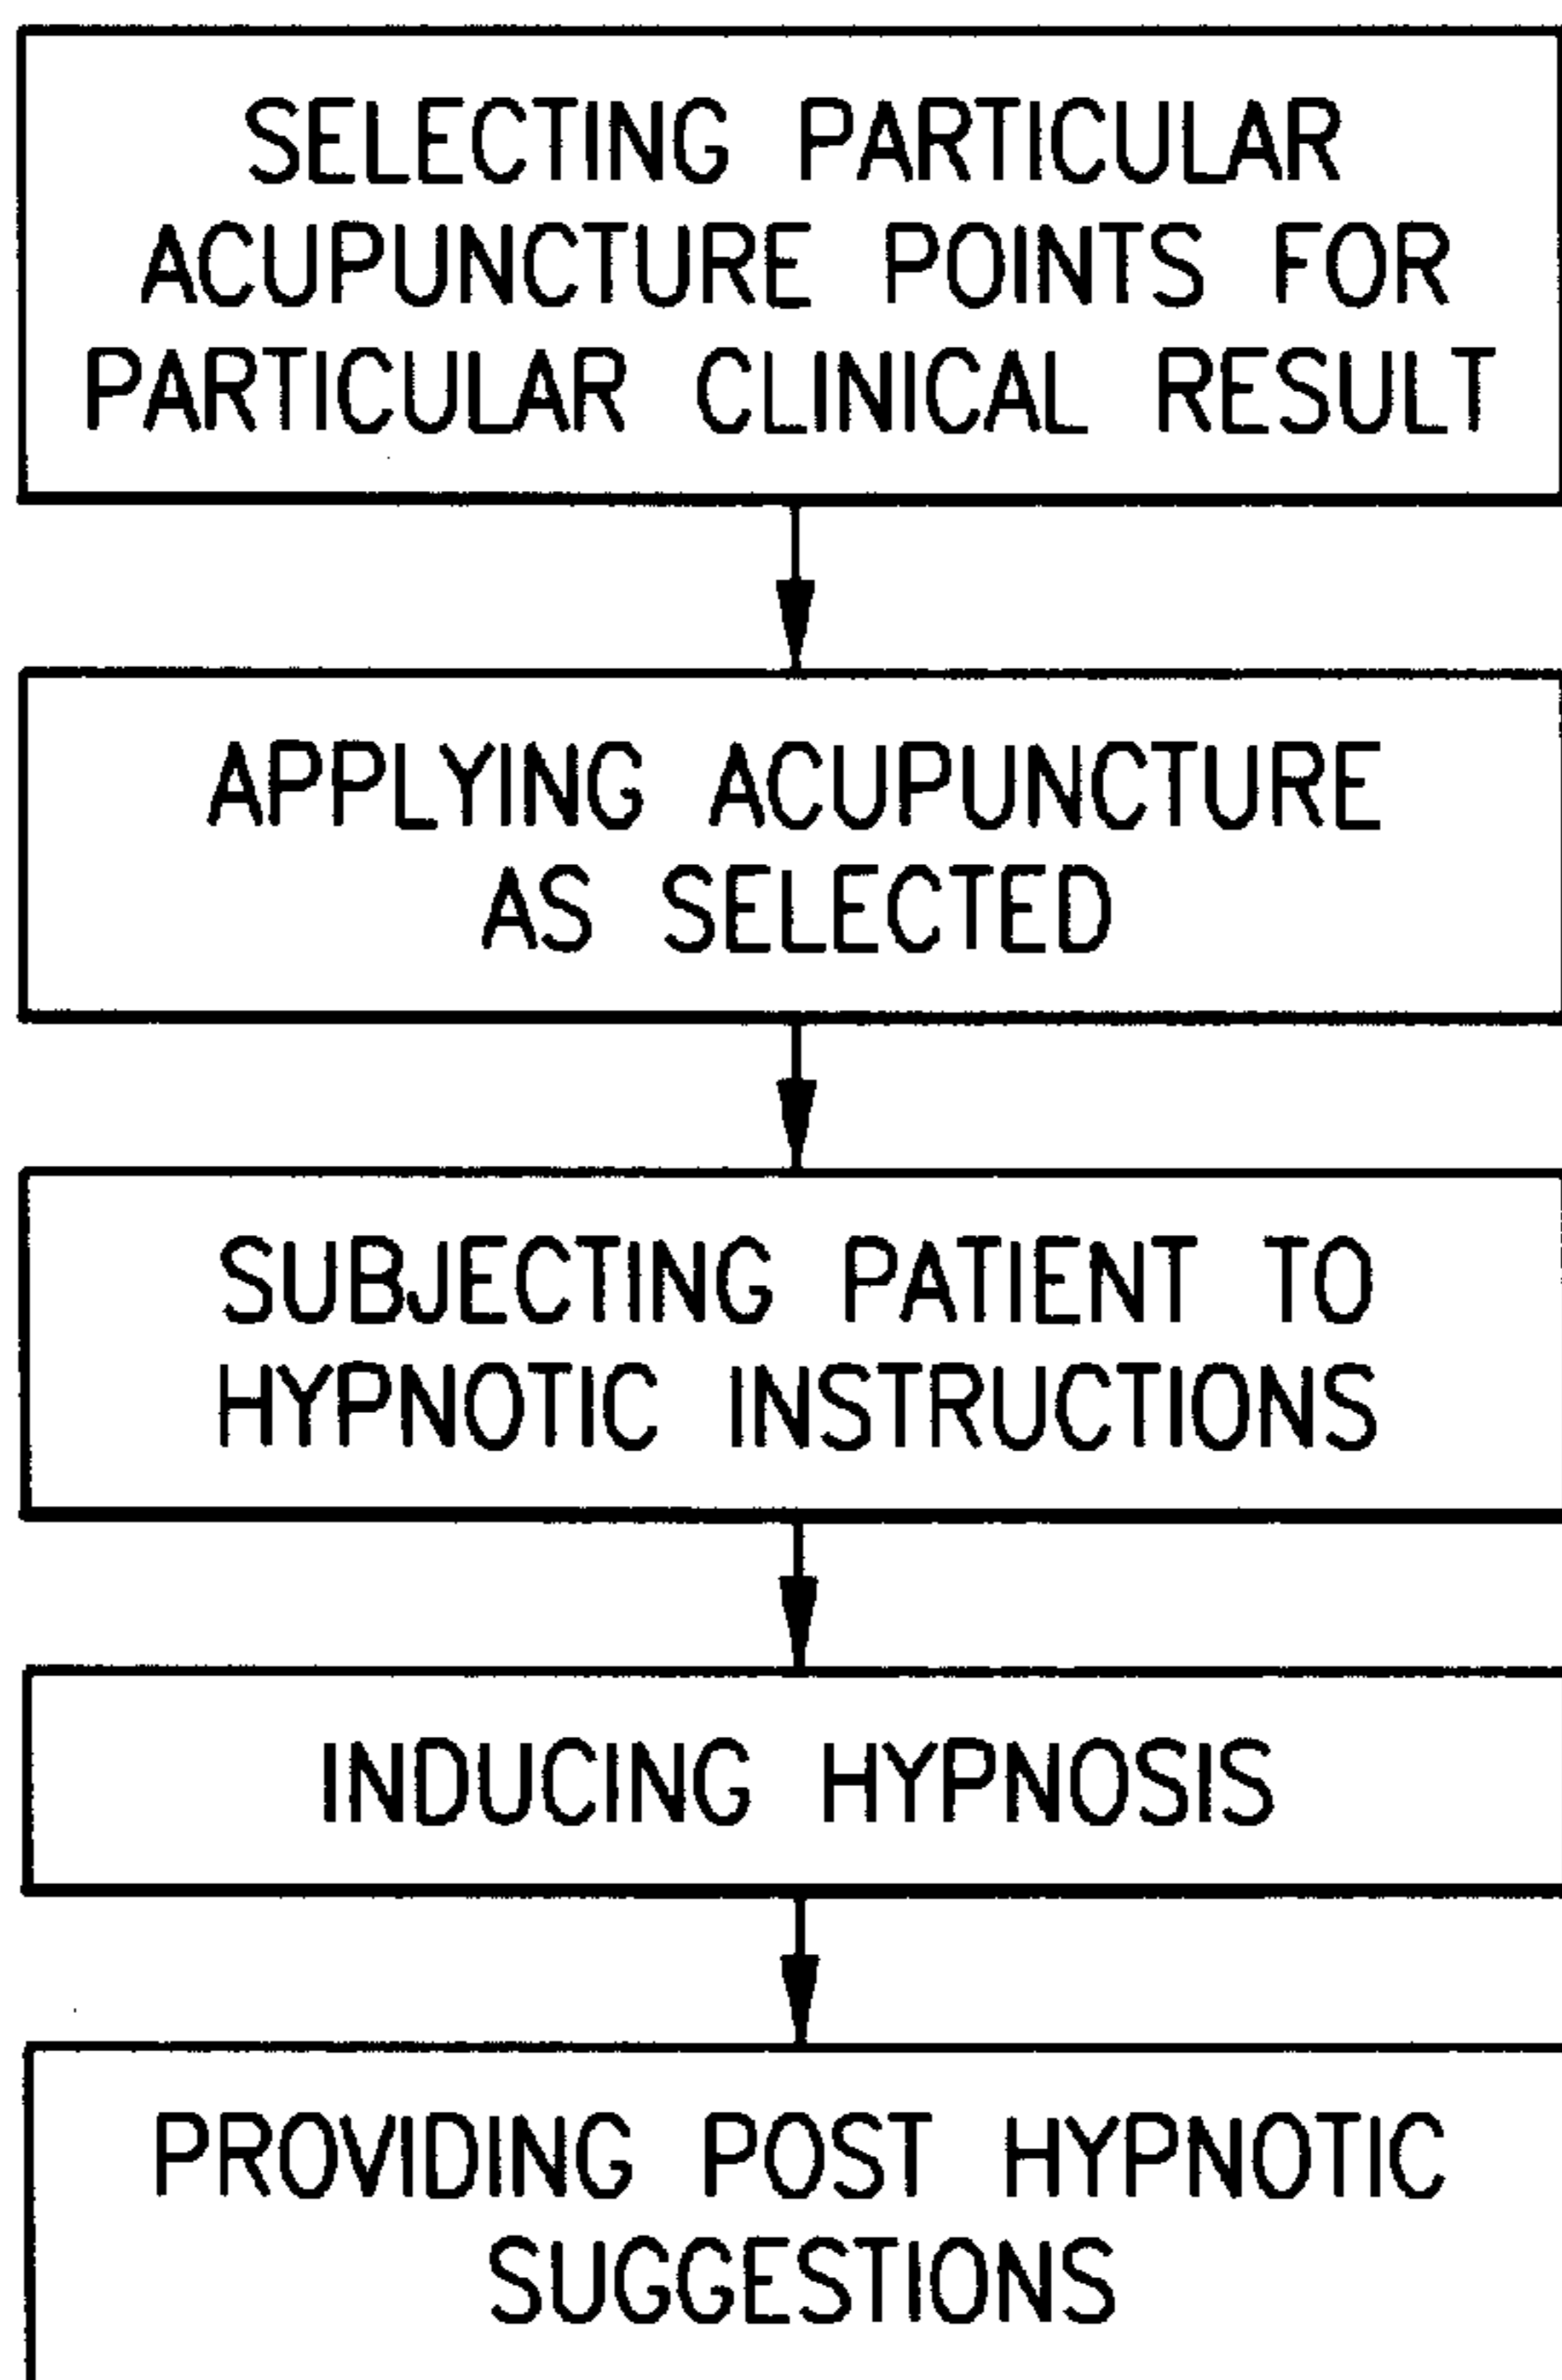 SELECTING PARTICULAR
ACUPUNCTURE POINTS FOR
PARTICULAR CLINICAL RESULT
APPLYING ACUPUNCTURE
AS SELECTED
SUBJECTING PATIENT TO
HYPNOTIC INSTRUCTIONS
INDUCING HYPNOSIS
PROVIDING POST HYPNOTIC
SUGGESTIONS